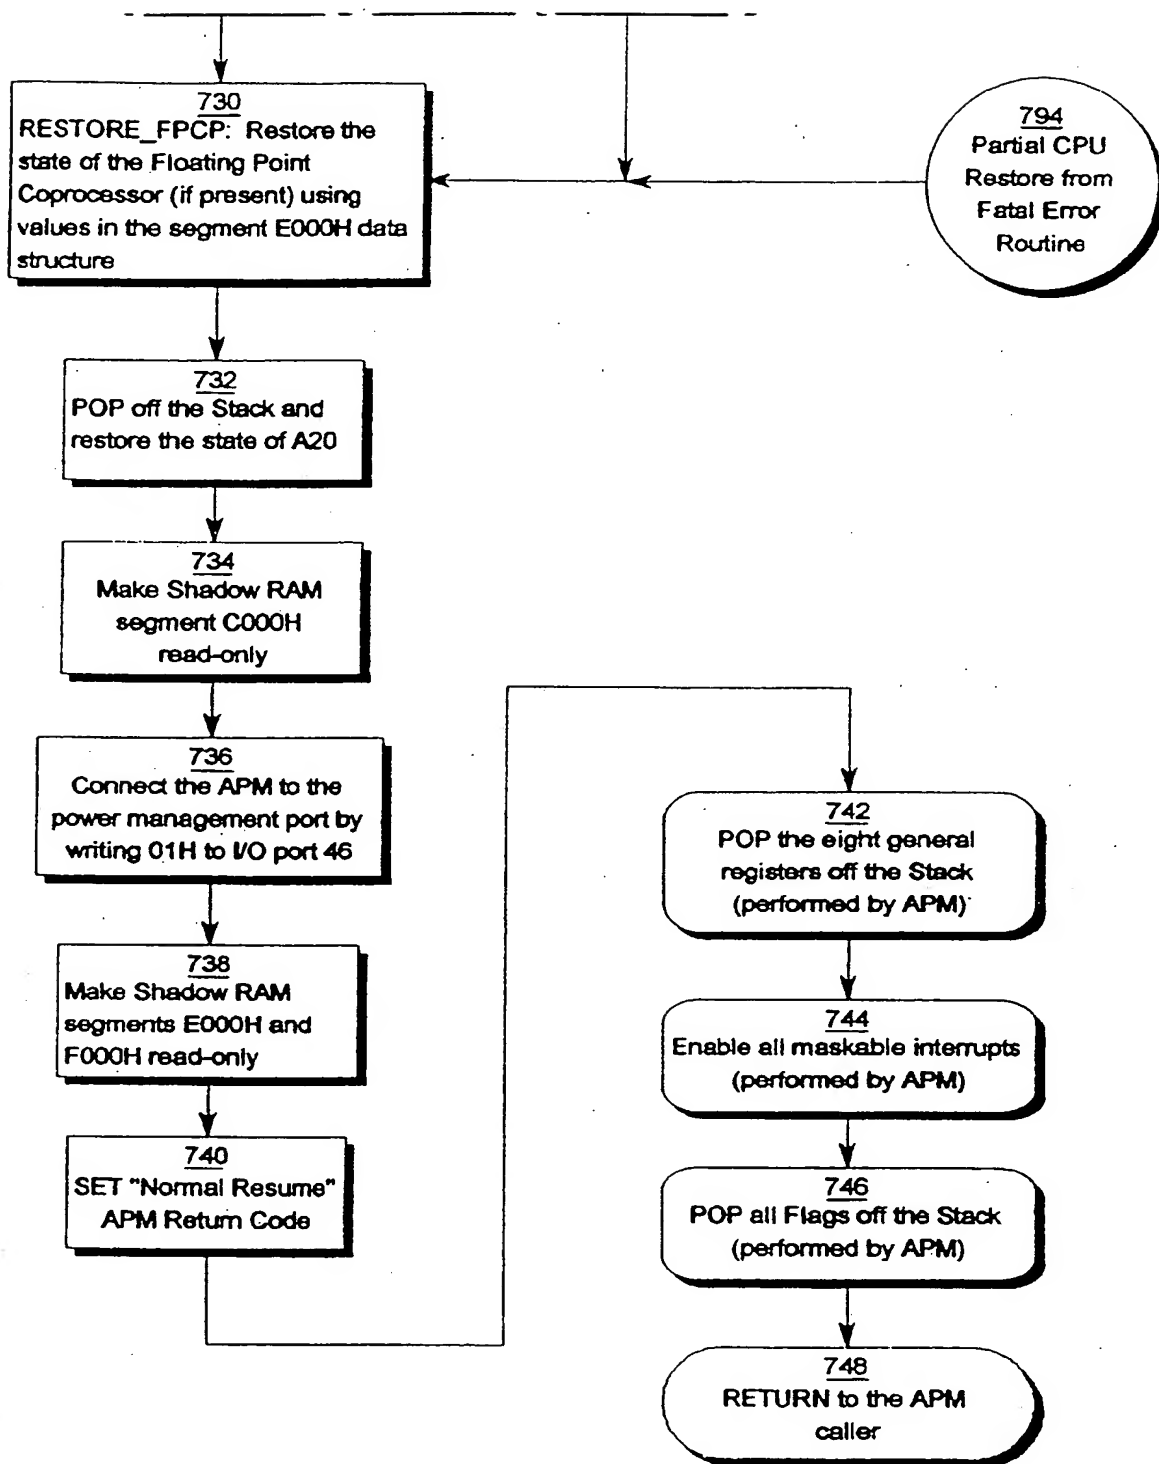 730
RESTORE_FPCP: Restore the
state of the Floating Point
Coprocessor (if present) using
values in the segment E000H data
structure
794
Partial CPU
Restore from
Fatal Error
Routine
732
POP off the Stack and
restore the state of A20
734
Make Shadow RAM
segment C000H
read-only
736
Connect the APM to the
power management port by
writing 01H to I/O port 46
738
Make Shadow RAM
segments E000H and
F000H read-only
740
SET "Normal Resume"
APM Return Code
742
POP the eight general
registers off the Stack
(performed by APM)
744
Enable all maskable interrupts
(performed by APM)
746
POP all Flags off the Stack
(performed by APM)
748
RETURN to the APM
caller